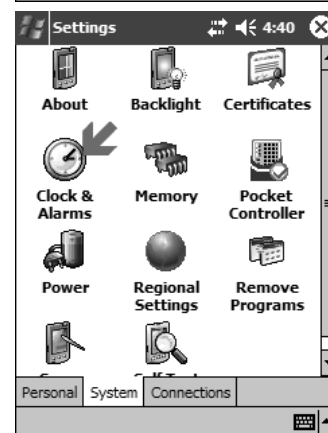 Settings 4:40
About Backlight Certificates
Clock & Memory Pocket
Alarms Controller
Power Regional Remove
Settings Programs
Personal System Connections